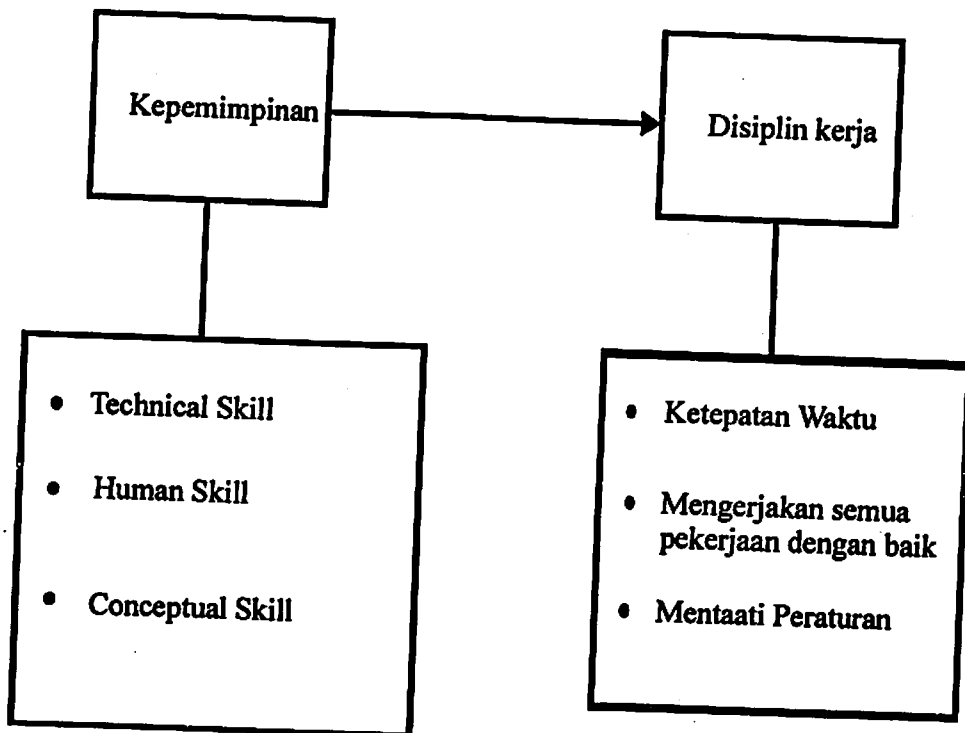 Kepemimpinan
Disiplin kerja
• Technical Skill
• Human Skill
• Conceptual Skill
• Ketepatan Waktu
• Mengerjakan semua
pekerjaan dengan baik
• Mentaati Peraturan